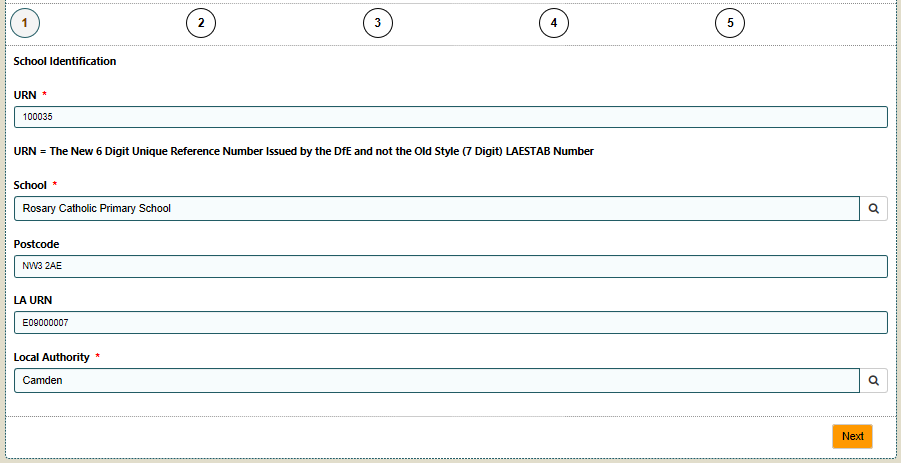 1 2 3 4 5
School Identification
URN *
100035
URN = The New 6 Digit Unique Reference Number Issued by the DfE and not the Old Style (7 Digit) LAESTAB Number
School *
Rosary Catholic Primary School
Postcode
NW3 2AE
LA URN
E09000007
Local Authority *
Camden
Next